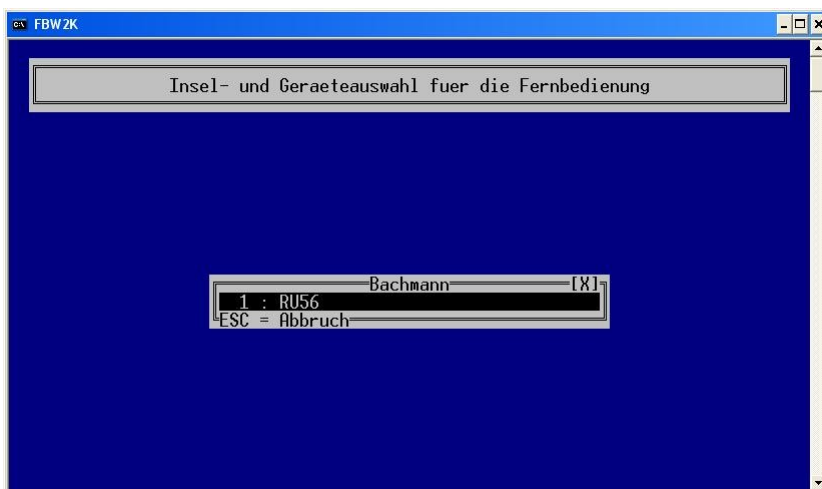 FBW2K
Insel- und Geraeteauswahl fuer die Fernbedienung
Bachmann [X]
1 : RU56
ESC = Abbruch